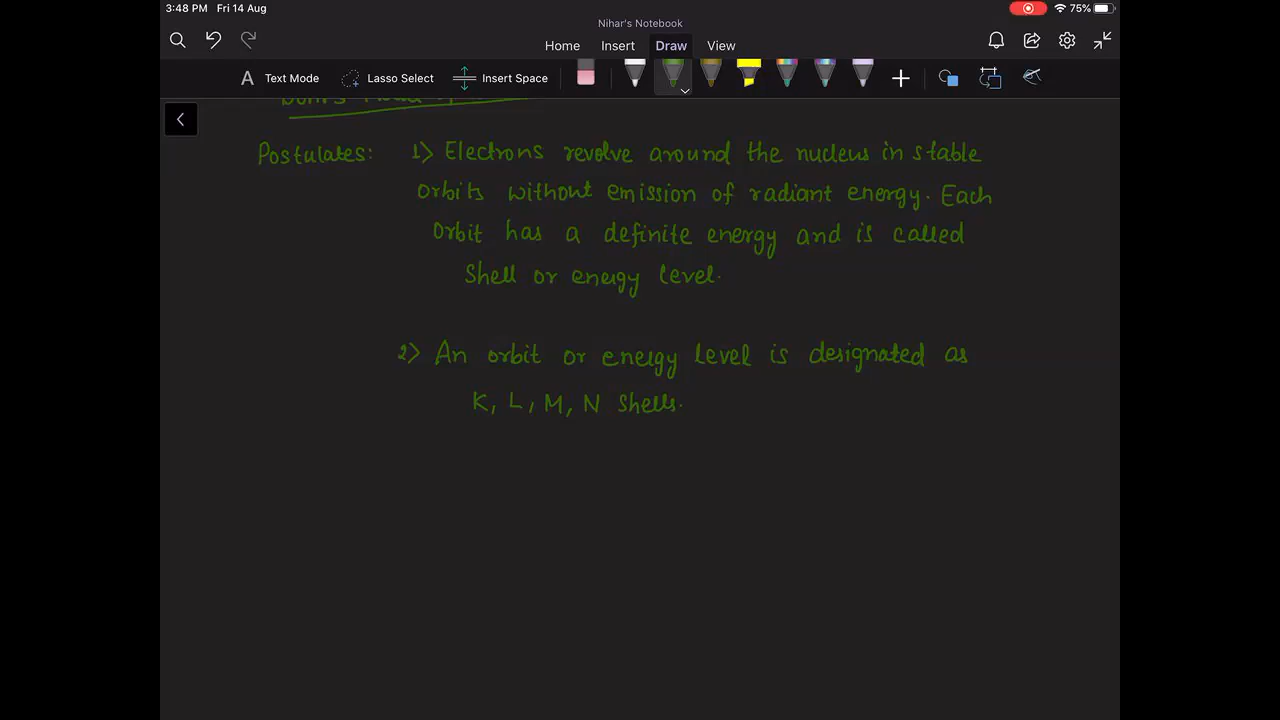 3:48 PM Fri 14 Aug
75%
Nihar's Notebook
Home Insert Draw View
Text Mode Lasso Select Insert Space
Postulates: 1> Electrons revolve around the nucleus in stable
orbits without emission of radiant energy. Each
orbit has a definite energy and is called
shell or energy level.
2> An orbit or energy level is designated as
K, L, M, N shells.